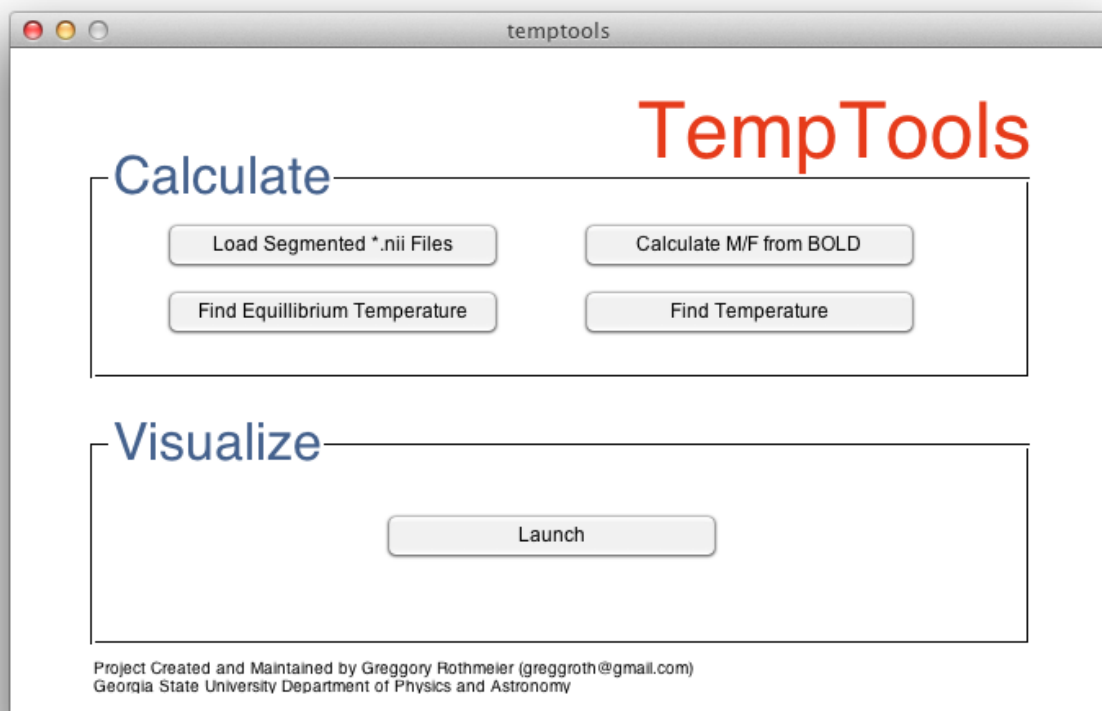 temptools
TempTools
Calculate
Load Segmented *.nii Files
Calculate M/F from BOLD
Find Equillibrium Temperature
Find Temperature
Visualize
Launch
Project Created and Maintained by Greggory Rothmeier (greggroth@gmail.com)
Georgia State University Department of Physics and Astronomy